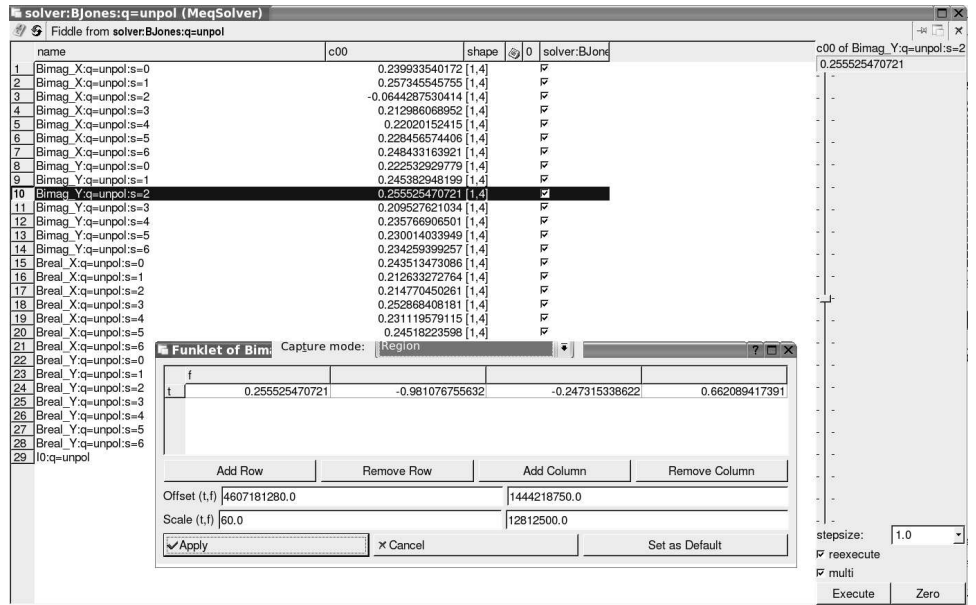 solver:BJones:q=unpol (MeqSolver)
Fiddle from solver:BJones:q=unpol
name c00 shape 0 solver:BJone
1 Bimag_X:q=unpol:s=0 0.239933540172 [1,4]
2 Bimag_X:q=unpol:s=1 0.257345545755 [1,4]
3 Bimag_X:q=unpol:s=2 -0.0644287530414 [1,4]
4 Bimag_X:q=unpol:s=3 0.212986068952 [1,4]
5 Bimag_X:q=unpol:s=4 0.22020152415 [1,4]
6 Bimag_X:q=unpol:s=5 0.228456574406 [1,4]
7 Bimag_X:q=unpol:s=6 0.248433163921 [1,4]
8 Bimag_Y:q=unpol:s=0 0.222532929779 [1,4]
9 Bimag_Y:q=unpol:s=1 0.245382948199 [1,4]
10 Bimag_Y:q=unpol:s=2 0.255525470721 [1,4]
11 Bimag_Y:q=unpol:s=3 0.209527621034 [1,4]
12 Bimag_Y:q=unpol:s=4 0.235766906501 [1,4]
13 Bimag_Y:q=unpol:s=5 0.230014033949 [1,4]
14 Bimag_Y:q=unpol:s=6 0.234259399257 [1,4]
15 Breal_X:q=unpol:s=0 0.243513473086 [1,4]
16 Breal_X:q=unpol:s=1 0.212633272764 [1,4]
17 Breal_X:q=unpol:s=2 0.214770450261 [1,4]
18 Breal_X:q=unpol:s=3 0.252868408181 [1,4]
19 Breal_X:q=unpol:s=4 0.231119579115 [1,4]
20 Breal_X:q=unpol:s=5 0.24518223598 [1,4]
21 Breal_X:q=unpol:s=6
22 Breal_Y:q=unpol:s=0
23 Breal_Y:q=unpol:s=1
24 Breal_Y:q=unpol:s=2
25 Breal_Y:q=unpol:s=3
26 Breal_Y:q=unpol:s=4
27 Breal_Y:q=unpol:s=5
28 Breal_Y:q=unpol:s=6
29 I0:q=unpol
c00 of Bimag_Y:q=unpol:s=2
0.255525470721
Funklet of Bima Capture mode: Region
f
t 0.255525470721 -0.981076755632 -0.247315338622 0.662089417391
Add Row Remove Row Add Column Remove Column
Offset (t,f) 4607181280.0 1444218750.0
Scale (t,f) 60.0 12812500.0
Apply Cancel Set as Default
stepsize: 1.0
reexecute
multi
Execute Zero